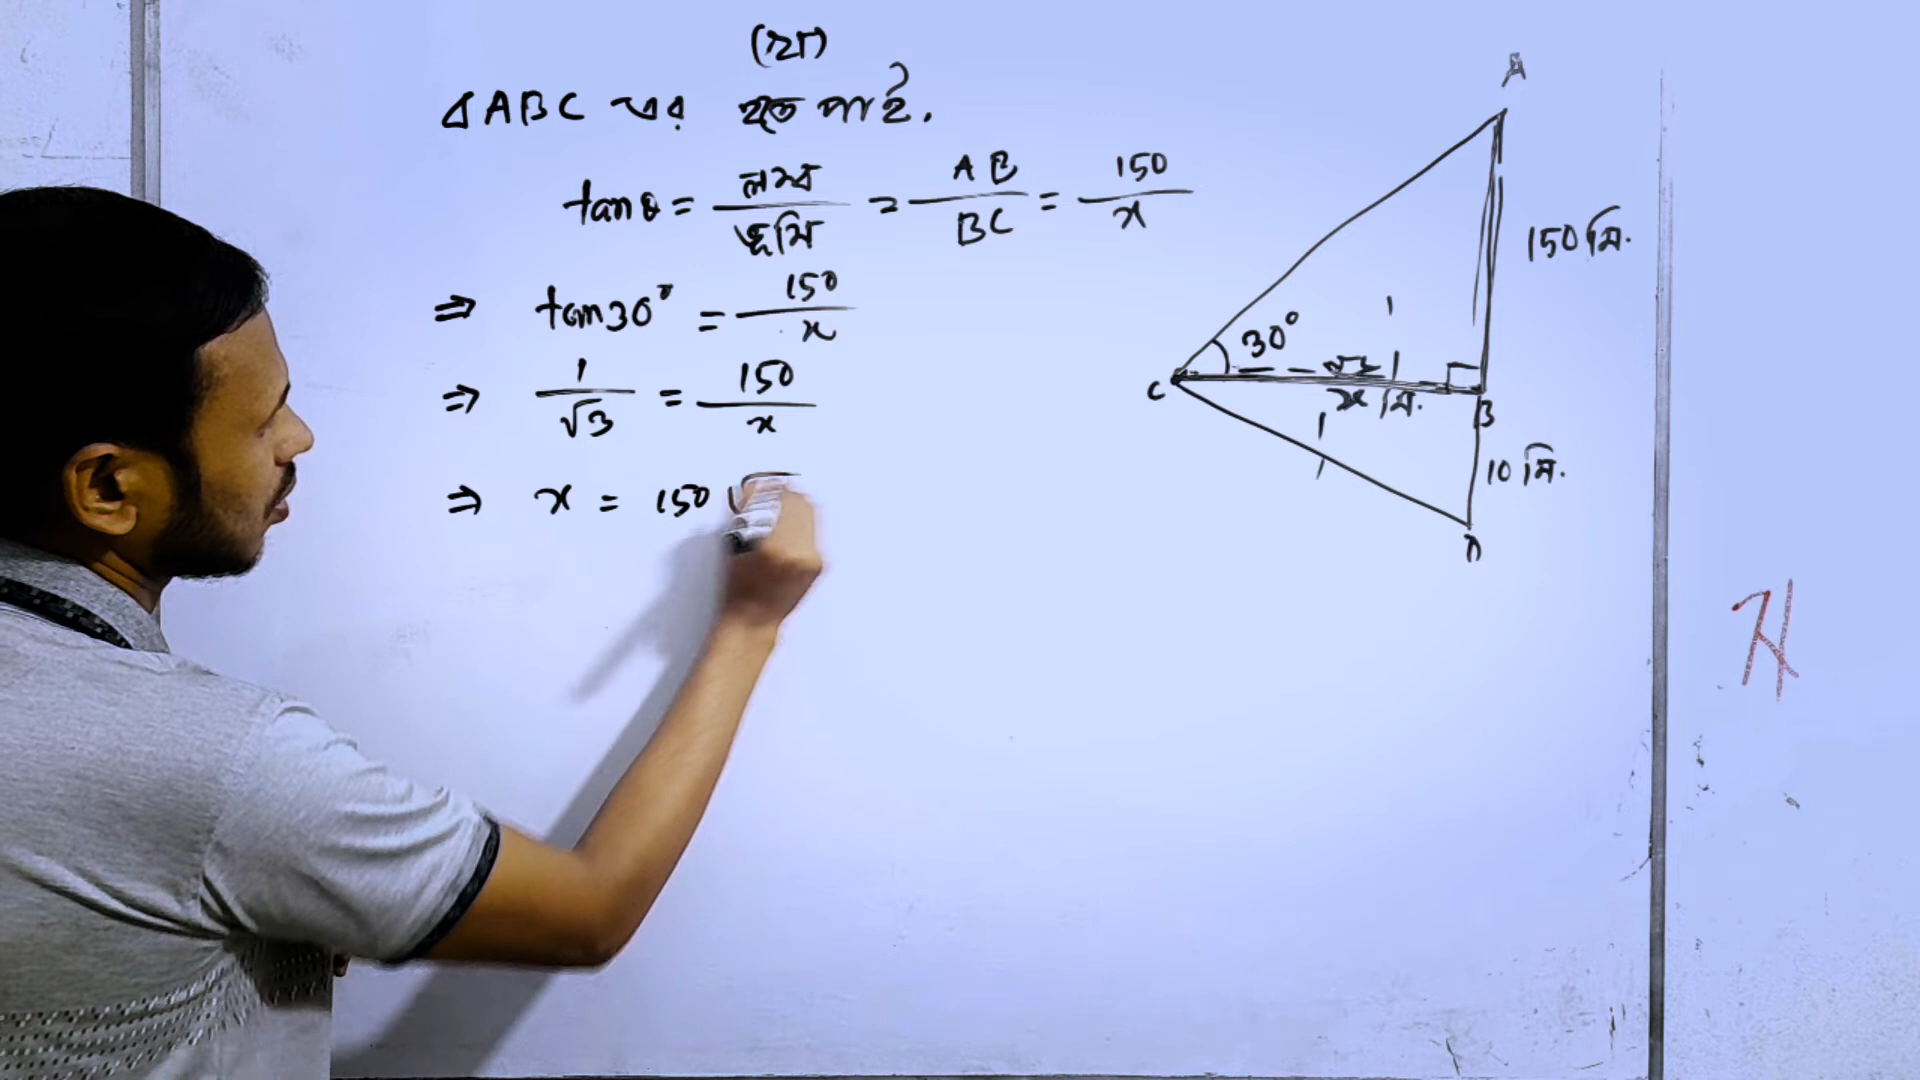 (খ)
△ABC এর হতে পাই.
tanθ = লম্ব/ভূমি = AB/BC = 150/x
⇒ tan30° = 150/x
⇒ 1/√3 = 150/x
⇒ x = 150√
A
150 মি.
30°
C
x মি.
B
10 মি.
D